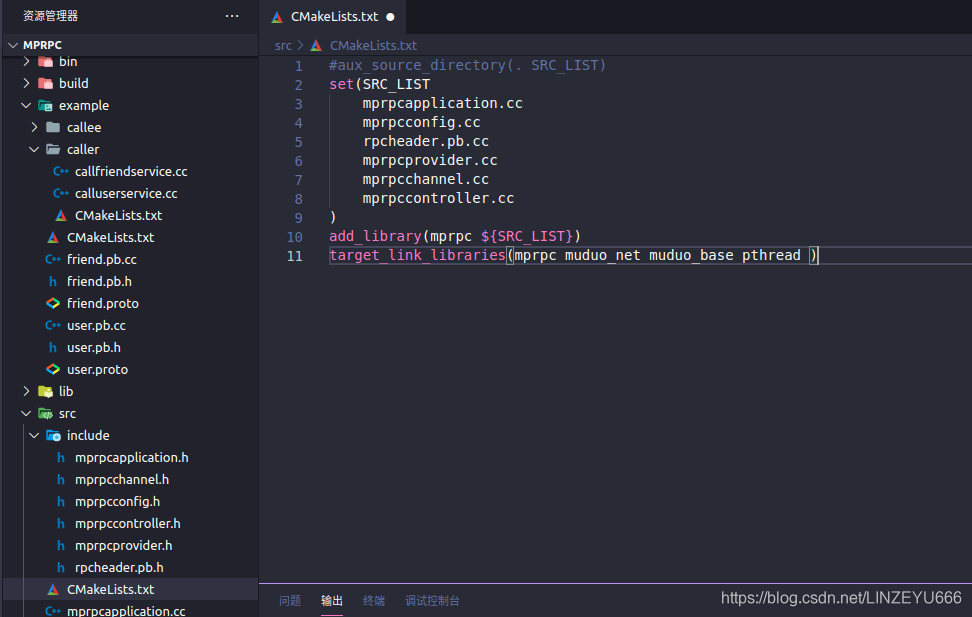 资源管理器
...
CMakeLists.txt ●
MPRPC
src > CMakeLists.txt
bin
build
example
callee
caller
callfriendservice.cc
calluserservice.cc
CMakeLists.txt
CMakeLists.txt
friend.pb.cc
friend.pb.h
friend.proto
user.pb.cc
user.pb.h
user.proto
lib
src
include
mprpcapplication.h
mprpcchannel.h
mprpcconfig.h
mprpccontroller.h
mprpcprovider.h
rpcheader.pb.h
CMakeLists.txt
mprpcapplication.cc
1 #aux_source_directory(. SRC_LIST)
2 set(SRC_LIST
3 mprpcapplication.cc
4 mprpcconfig.cc
5 rpcheader.pb.cc
6 mprpcprovider.cc
7 mprpcchannel.cc
8 mprpccontroller.cc
9 )
10 add_library(mprpc ${SRC_LIST})
11 target_link_libraries(mprpc muduo_net muduo_base pthread )
问题 输出 终端 调试控制台
https://blog.csdn.net/LINZEYU666